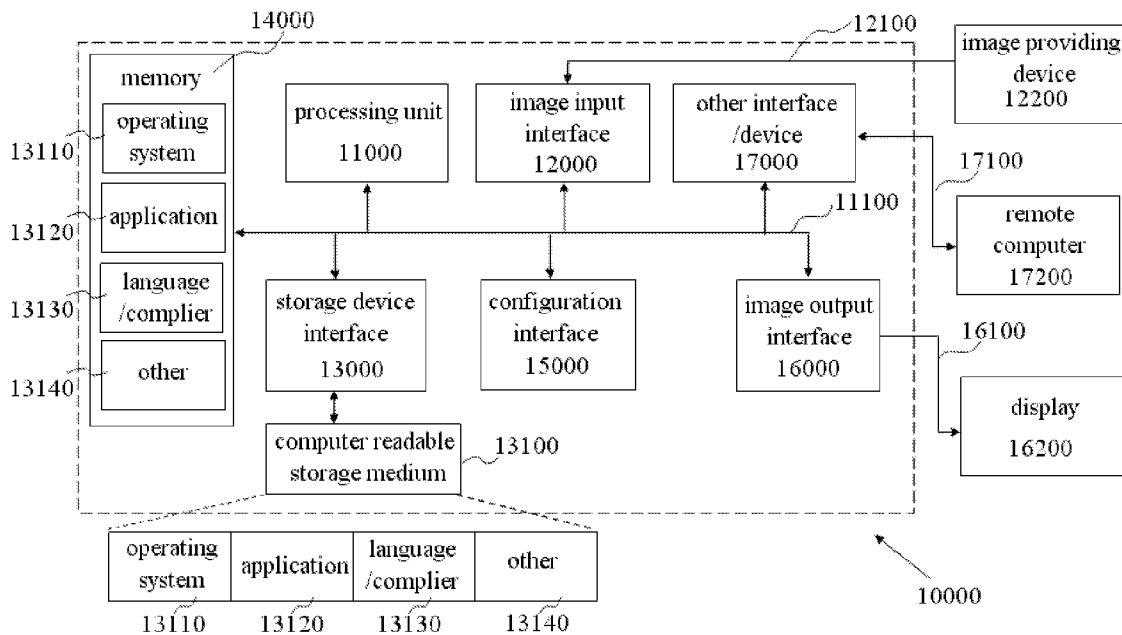 14000
12100
memory
operating
system
13110
application
13120
language
/complier
13130
other
13140
processing unit
11000
image input
interface
12000
other interface
/device
17000
image providing
device
12200
17100
11100
remote
computer
17200
storage device
interface
13000
configuration
interface
15000
image output
interface
16000
16100
display
16200
computer readable
storage medium
13100
operating
system
application
language
/complier
other
13110
13120
13130
13140
10000